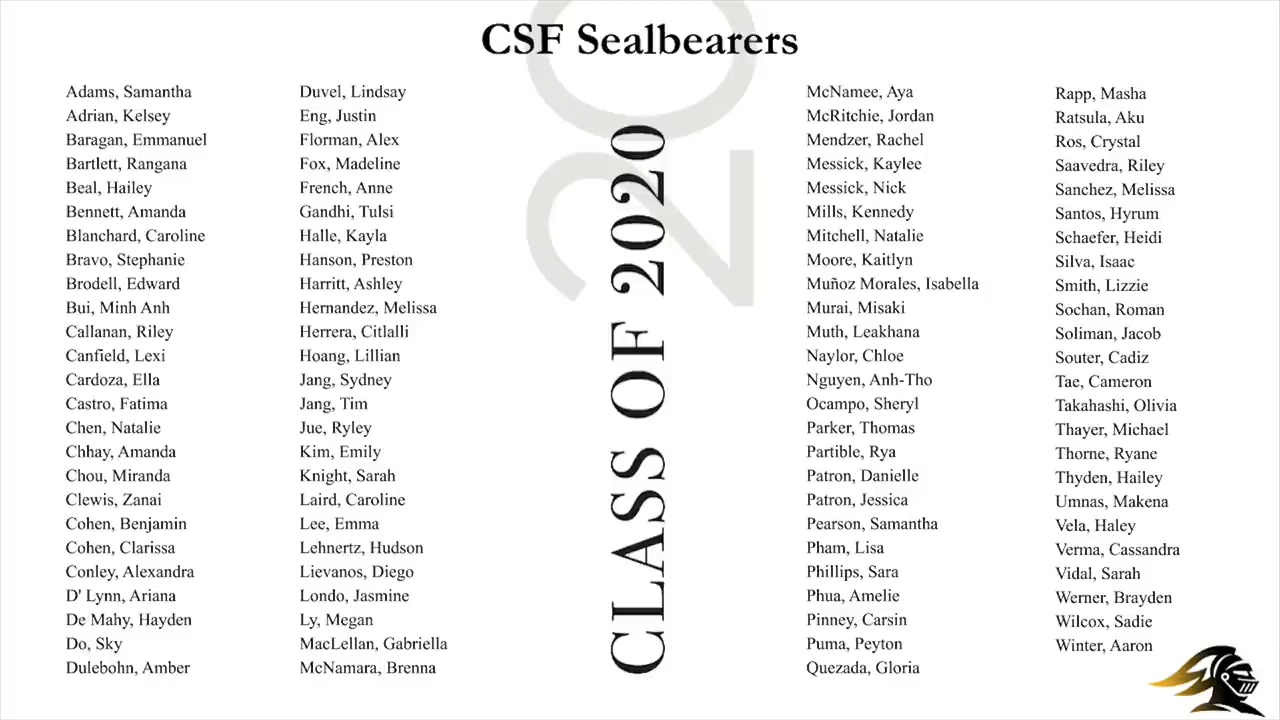 CSF Sealbearers
Adams, Samantha
Adrian, Kelsey
Baragan, Emmanuel
Bartlett, Rangana
Beal, Hailey
Bennett, Amanda
Blanchard, Caroline
Bravo, Stephanie
Brodell, Edward
Bui, Minh Anh
Callanan, Riley
Canfield, Lexi
Cardoza, Ella
Castro, Fatima
Chen, Natalie
Chhay, Amanda
Chou, Miranda
Clewis, Zanai
Cohen, Benjamin
Cohen, Clarissa
Conley, Alexandra
D' Lynn, Ariana
De Mahy, Hayden
Do, Sky
Dulebohn, Amber
Duvel, Lindsay
Eng, Justin
Florman, Alex
Fox, Madeline
French, Anne
Gandhi, Tulsi
Halle, Kayla
Hanson, Preston
Harritt, Ashley
Hernandez, Melissa
Herrera, Citlalli
Hoang, Lillian
Jang, Sydney
Jang, Tim
Jue, Ryley
Kim, Emily
Knight, Sarah
Laird, Caroline
Lee, Emma
Lehnertz, Hudson
Lievanos, Diego
Londo, Jasmine
Ly, Megan
MacLellan, Gabriella
McNamara, Brenna
20
CLASS OF 2020
McNamee, Aya
McRitchie, Jordan
Mendzer, Rachel
Messick, Kaylee
Messick, Nick
Mills, Kennedy
Mitchell, Natalie
Moore, Kaitlyn
Muñoz Morales, Isabella
Murai, Misaki
Muth, Leakhana
Naylor, Chloe
Nguyen, Anh-Tho
Ocampo, Sheryl
Parker, Thomas
Partible, Rya
Patron, Danielle
Patron, Jessica
Pearson, Samantha
Pham, Lisa
Phillips, Sara
Phua, Amelie
Pinney, Carsin
Puma, Peyton
Quezada, Gloria
Rapp, Masha
Ratsula, Aku
Ros, Crystal
Saavedra, Riley
Sanchez, Melissa
Santos, Hyrum
Schaefer, Heidi
Silva, Isaac
Smith, Lizzie
Sochan, Roman
Soliman, Jacob
Souter, Cadiz
Tae, Cameron
Takahashi, Olivia
Thayer, Michael
Thorne, Ryane
Thyden, Hailey
Umnas, Makena
Vela, Haley
Verma, Cassandra
Vidal, Sarah
Werner, Brayden
Wilcox, Sadie
Winter, Aaron